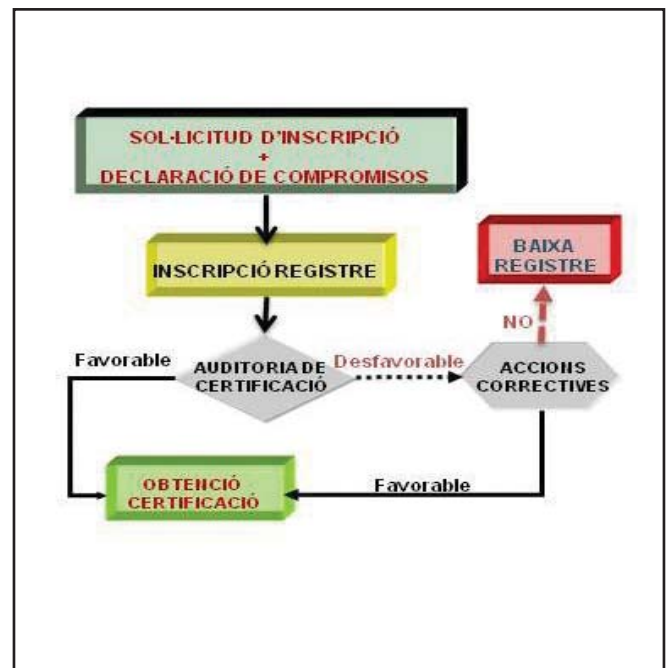 SOL·LICITUD D'INSCRIPCIÓ
+
DECLARACIÓ DE COMPROMISOS
INSCRIPCIÓ REGISTRE
BAIXA
REGISTRE
NO
Favorable
AUDITORIA DE
CERTIFICACIÓ
Desfavorable
ACCIONS
CORRECTIVES
OBTENCIÓ
CERTIFICACIÓ
Favorable